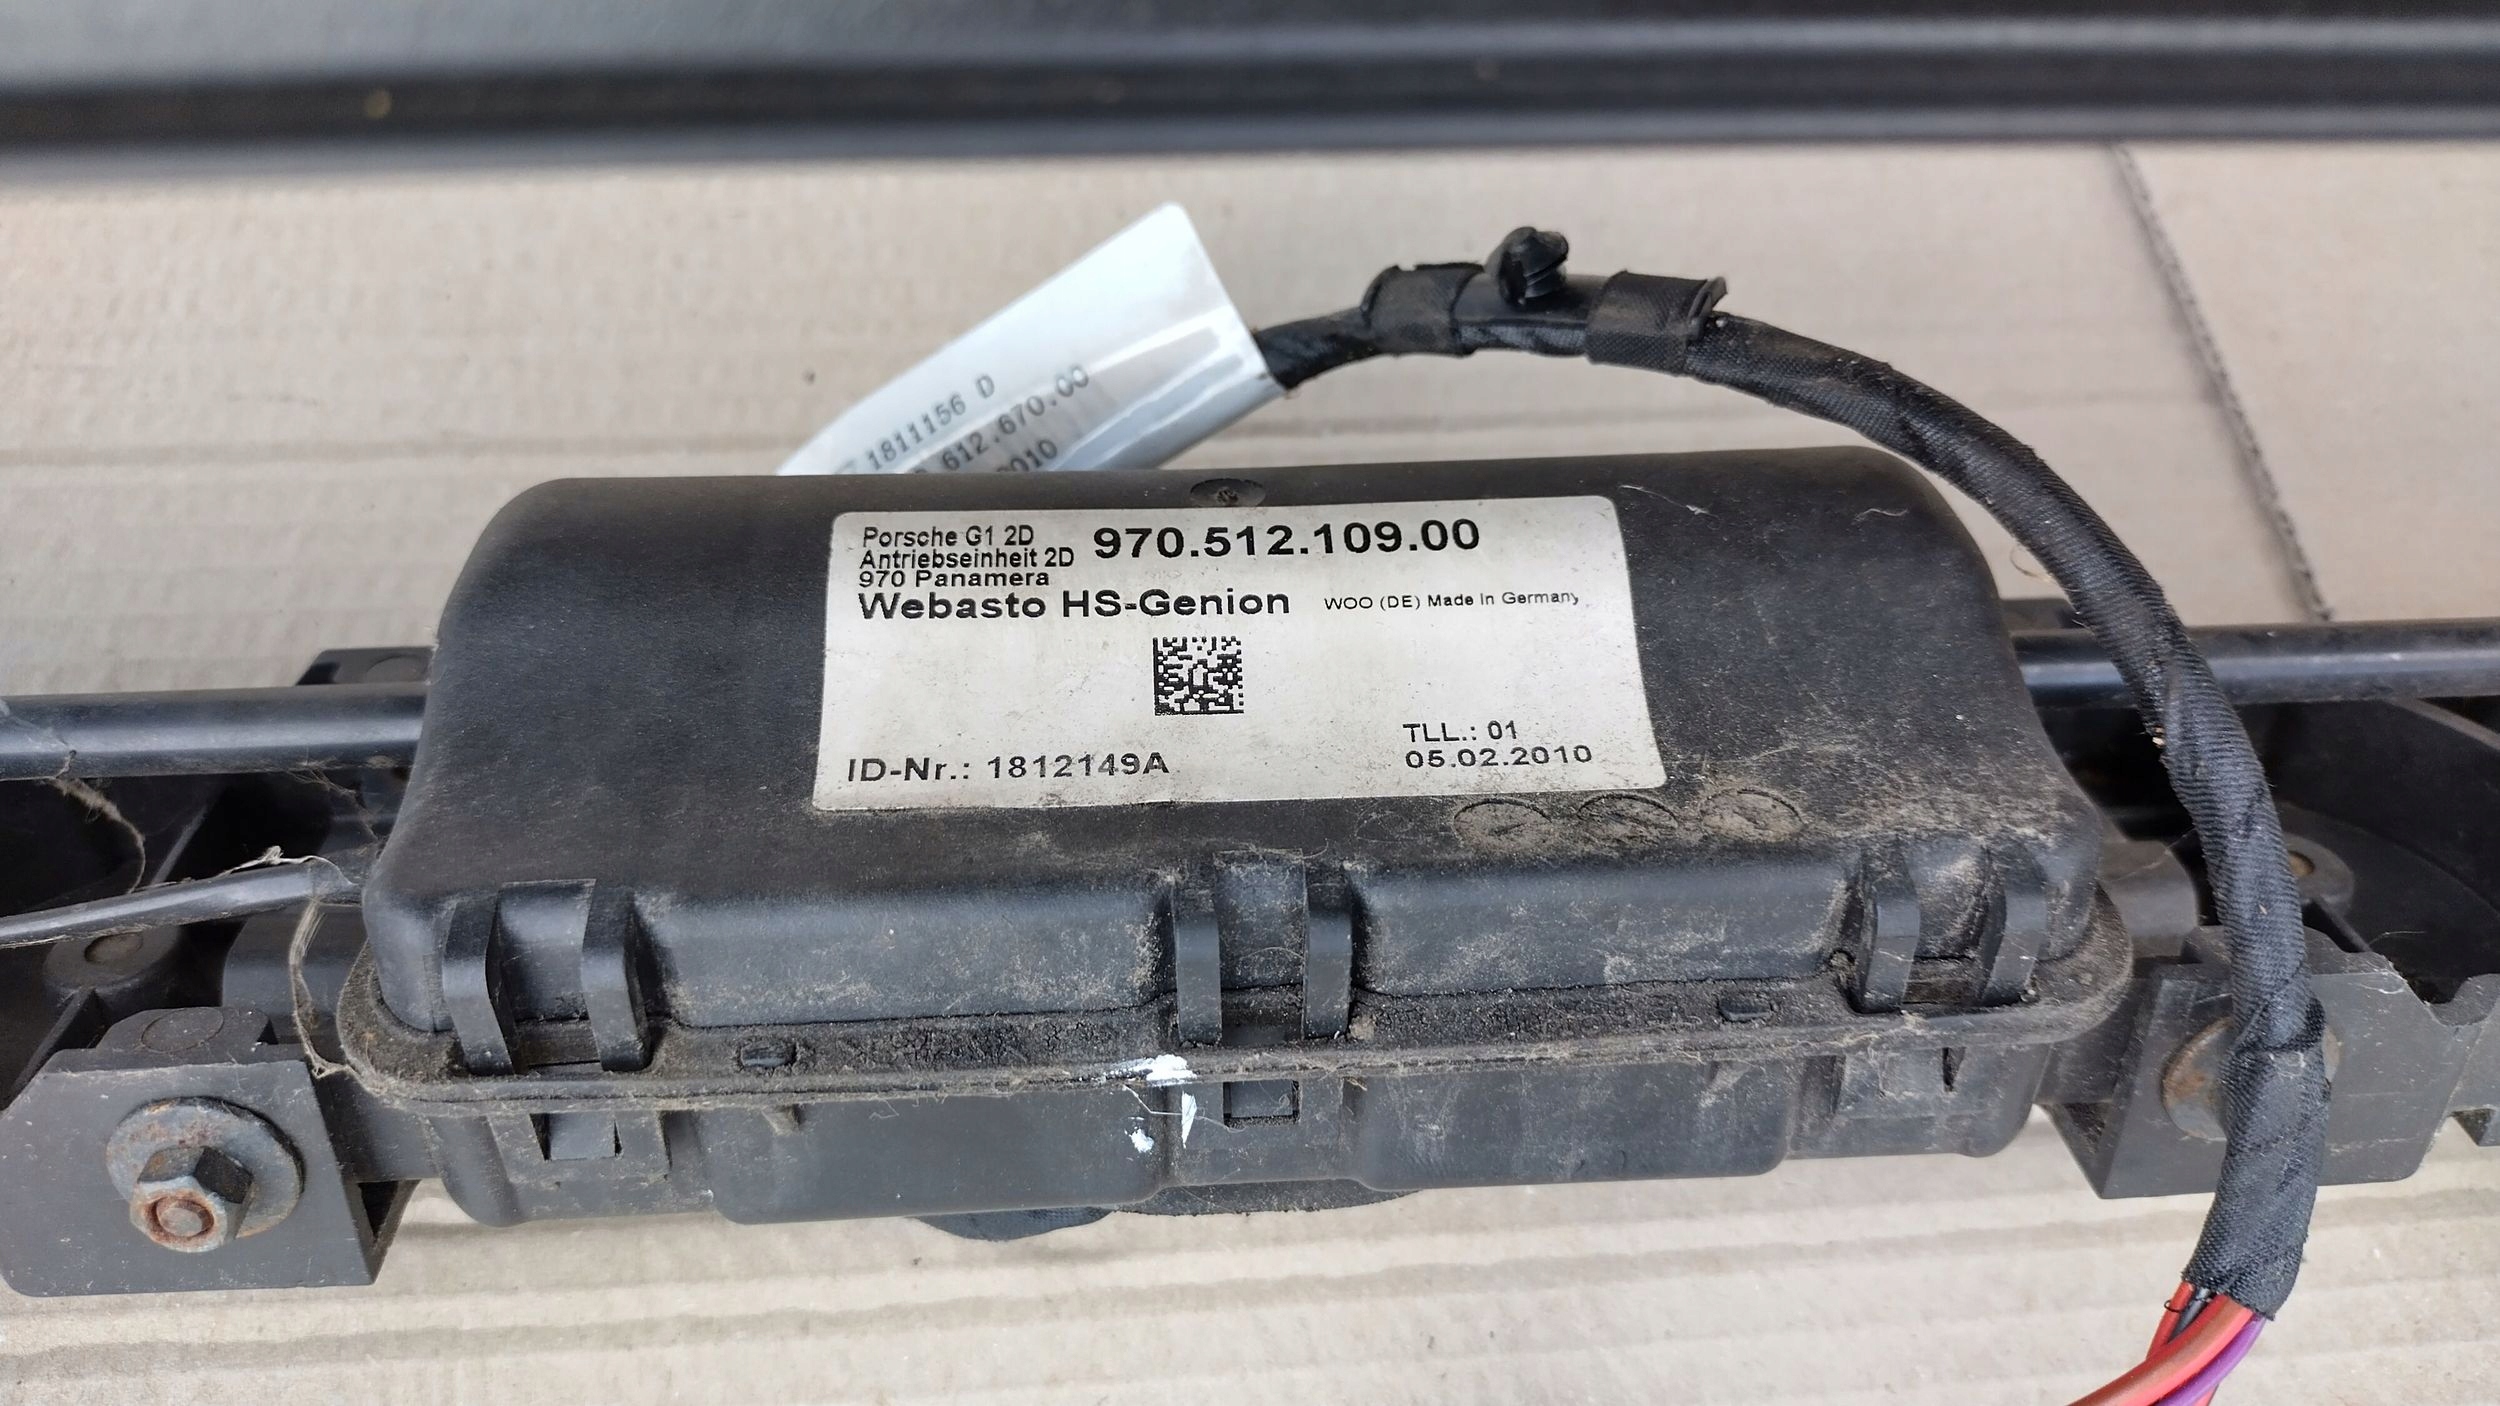 1811156 D
612.670.00
2010
Porsche G1 2D
Antriebseinheit 2D
970.512.109.00
970 Panamera
Webasto HS-Genion
WOO (DE) Made in Germany
TLL.: 01
ID-Nr.: 1812149A
05.02.2010